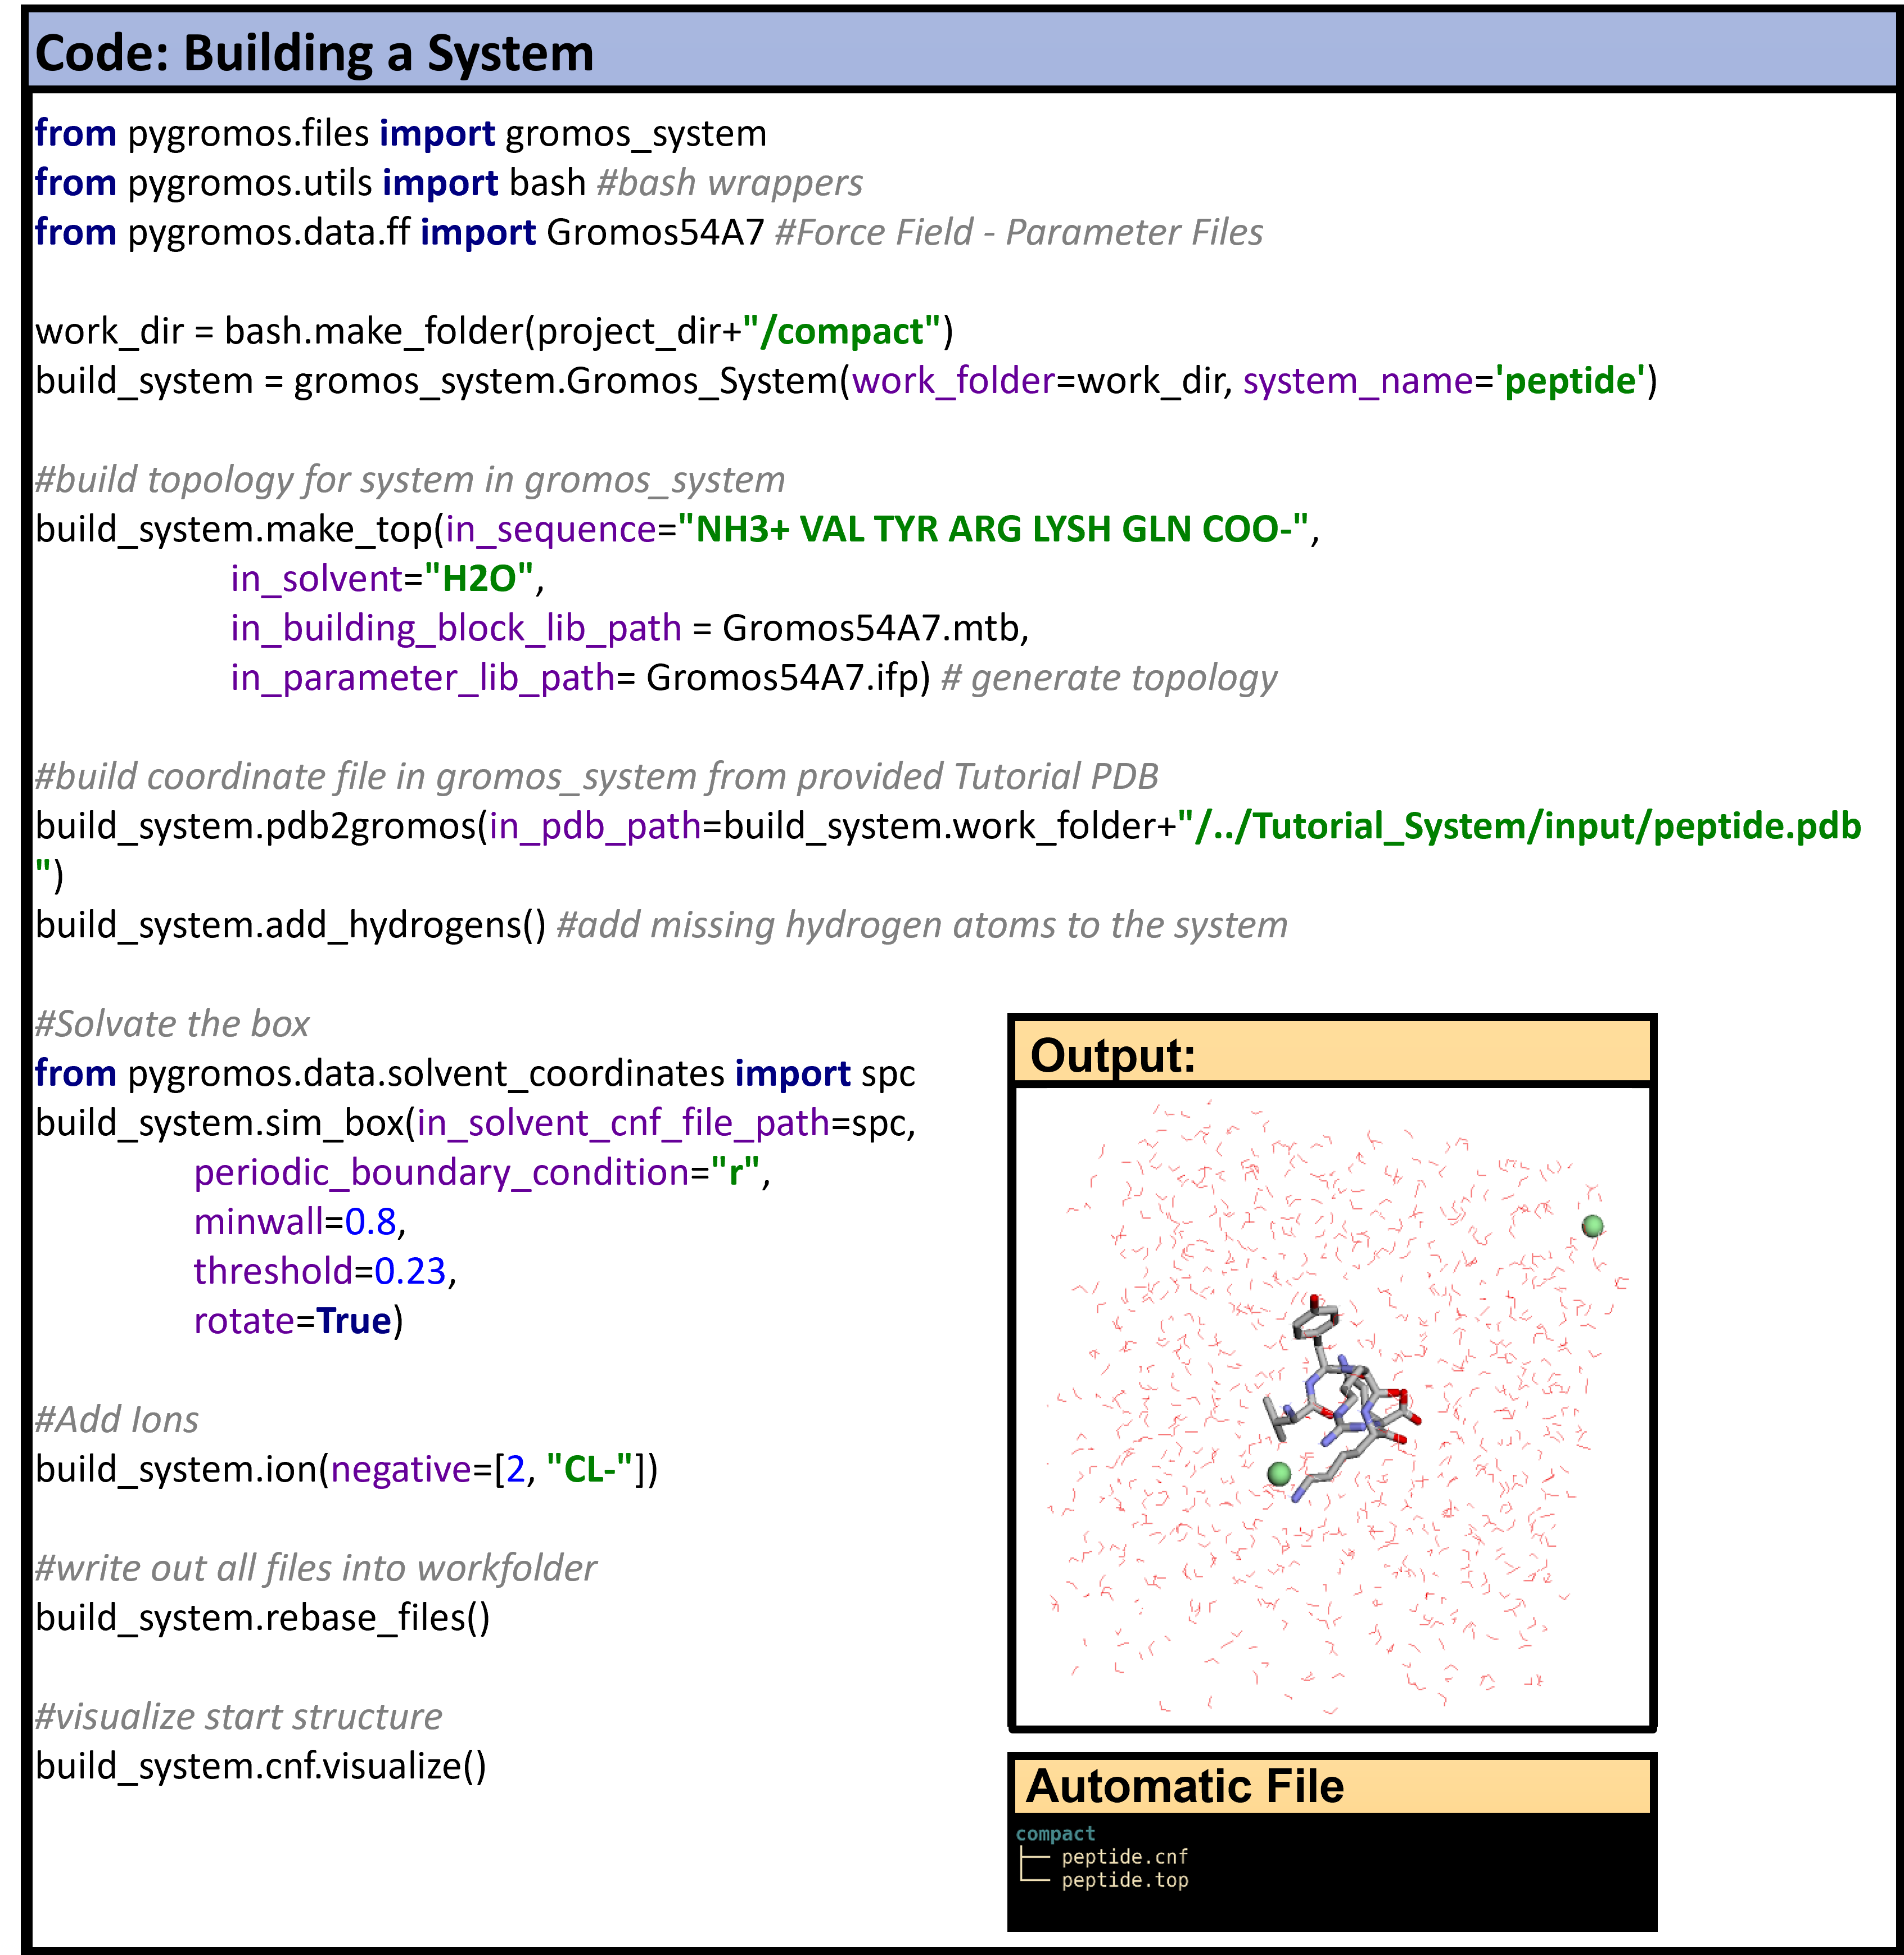 Code: Building a System
from pygromos.files import gromos_system
from pygromos.utils import bash #bash wrappers
from pygromos.data.ff import Gromos54A7 #Force Field - Parameter Files
work_dir = bash.make_folder(project_dir+"/compact")
build_system = gromos_system.Gromos_System(work_folder=work_dir, system_name='peptide')
#build topology for system in gromos_system
build_system.make_top(in_sequence="NH3+ VAL TYR ARG LYSH GLN COO-",
in_solvent="H2O",
in_building_block_lib_path = Gromos54A7.mtb,
in_parameter_lib_path= Gromos54A7.ifp) # generate topology
#build coordinate file in gromos_system from provided Tutorial PDB
build_system.pdb2gromos(in_pdb_path=build_system.work_folder+"/../Tutorial_System/input/peptide.pdb
")
build_system.add_hydrogens() #add missing hydrogen atoms to the system
#Solvate the box
from pygromos.data.solvent_coordinates import spc
build_system.sim_box(in_solvent_cnf_file_path=spc,
periodic_boundary_condition="r",
minwall=0.8,
threshold=0.23,
rotate=True)
#Add Ions
build_system.ion(negative=[2, "CL-"])
#write out all files into workfolder
build_system.rebase_files()
#visualize start structure
build_system.cnf.visualize()
Output:
Automatic File
compact
├── peptide.cnf
└── peptide.top